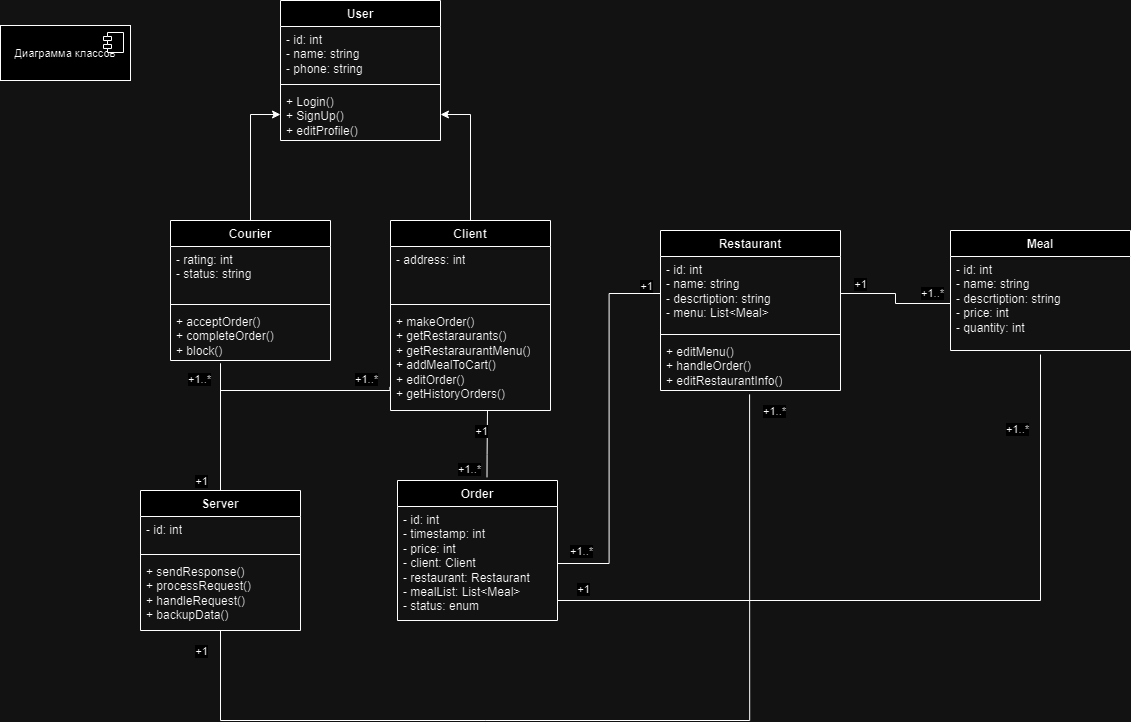 Диаграмма классов
User
- id: int
- name: string
- phone: string
+ Login()
+ SignUp()
+ editProfile()
Courier
- rating: int
- status: string
+ acceptOrder()
+ completeOrder()
+ block()
Client
- address: int
+ makeOrder()
+ getRestaraurants()
+ getRestaraurantMenu()
+ addMealToCart()
+ editOrder()
+ getHistoryOrders()
Restaurant
- id: int
- name: string
- descrtiption: string
- menu: List<Meal>
+ editMenu()
+ handleOrder()
+ editRestaurantInfo()
Meal
- id: int
- name: string
- descrtiption: string
- price: int
- quantity: int
+1
+1
+1..*
+1..*
+1..*
+1..*
+1..*
+1
+1..*
+1
Server
- id: int
+ sendResponse()
+ processRequest()
+ handleRequest()
+ backupData()
Order
- id: int
- timestamp: int
- price: int
- client: Client
- restaurant: Restaurant
- mealList: List<Meal>
- status: enum
+1..*
+1
+1